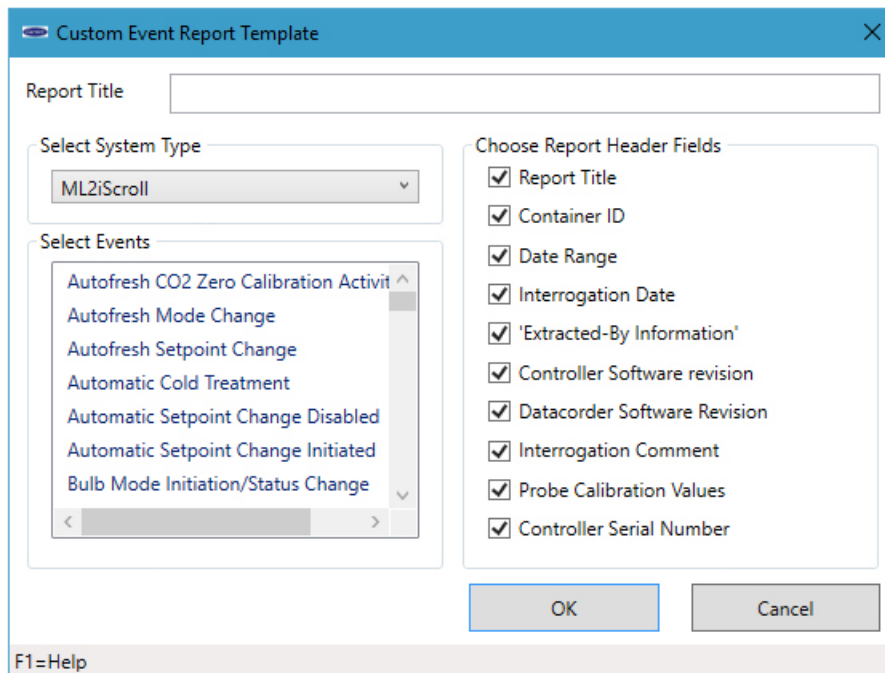 Custom Event Report Template
Report Title
Select System Type
ML2iScroll
Select Events
Autofresh CO2 Zero Calibration Activit
Autofresh Mode Change
Autofresh Setpoint Change
Automatic Cold Treatment
Automatic Setpoint Change Disabled
Automatic Setpoint Change Initiated
Bulb Mode Initiation/Status Change
Choose Report Header Fields
Report Title
Container ID
Date Range
Interrogation Date
'Extracted-By Information'
Controller Software revision
Datacorder Software Revision
Interrogation Comment
Probe Calibration Values
Controller Serial Number
OK
Cancel
F1=Help